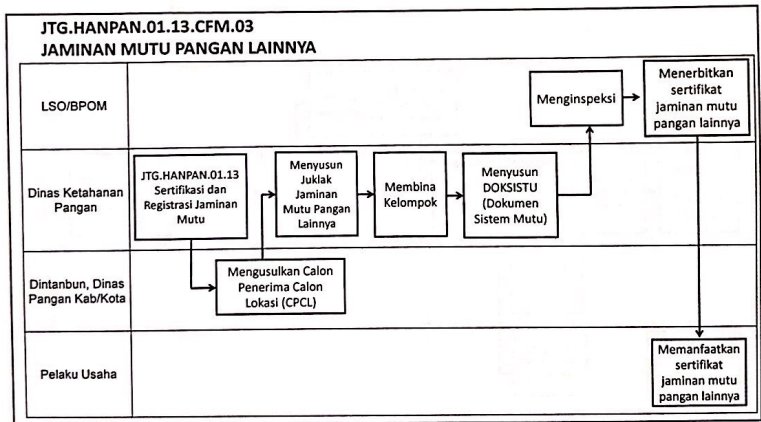 JTG.HANPAN.01.13.CFM.03
JAMINAN MUTU PANGAN LAINNYA
LSO/BPOM
Menginspeksi
Menerbitkan
sertifikat
jaminan mutu
pangan lainnya
Dinas Ketahanan
Pangan
JTG.HANPAN.01.13
Sertifikasi dan
Registrasi Jaminan
Mutu
Menyusun
Juklak
Jaminan
Mutu Pangan
Lainnya
Membina
Kelompok
Menyusun
DOKSISTU
(Dokumen
Sistem Mutu)
Dintanbun, Dinas
Pangan Kab/Kota
Mengusulkan Calon
Penerima Calon
Lokasi (CPCL)
Pelaku Usaha
Memanfaatkan
sertifikat
jaminan mutu
pangan lainnya